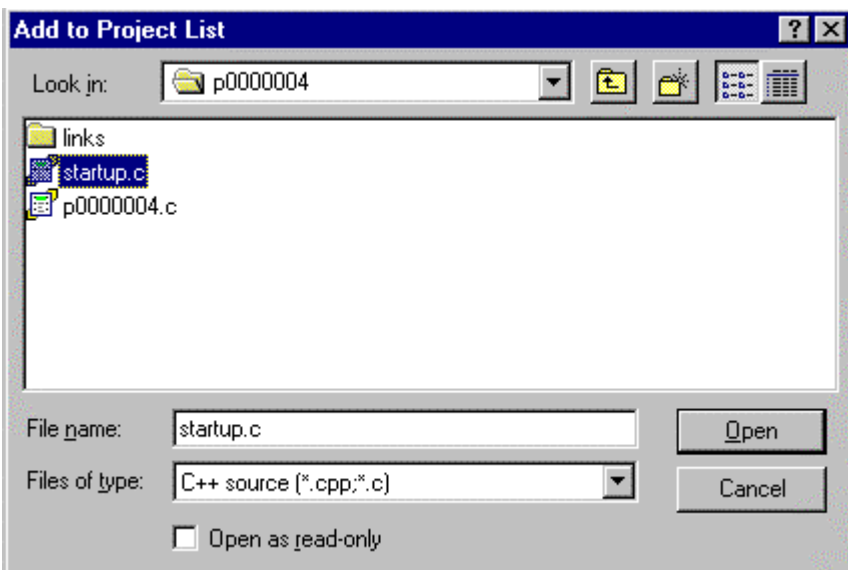 Add to Project List
Look in: p0000004
links
startup.c
p0000004.c
File name: startup.c Open
Files of type: C++ source (*.cpp;*.c) Cancel
Open as read-only